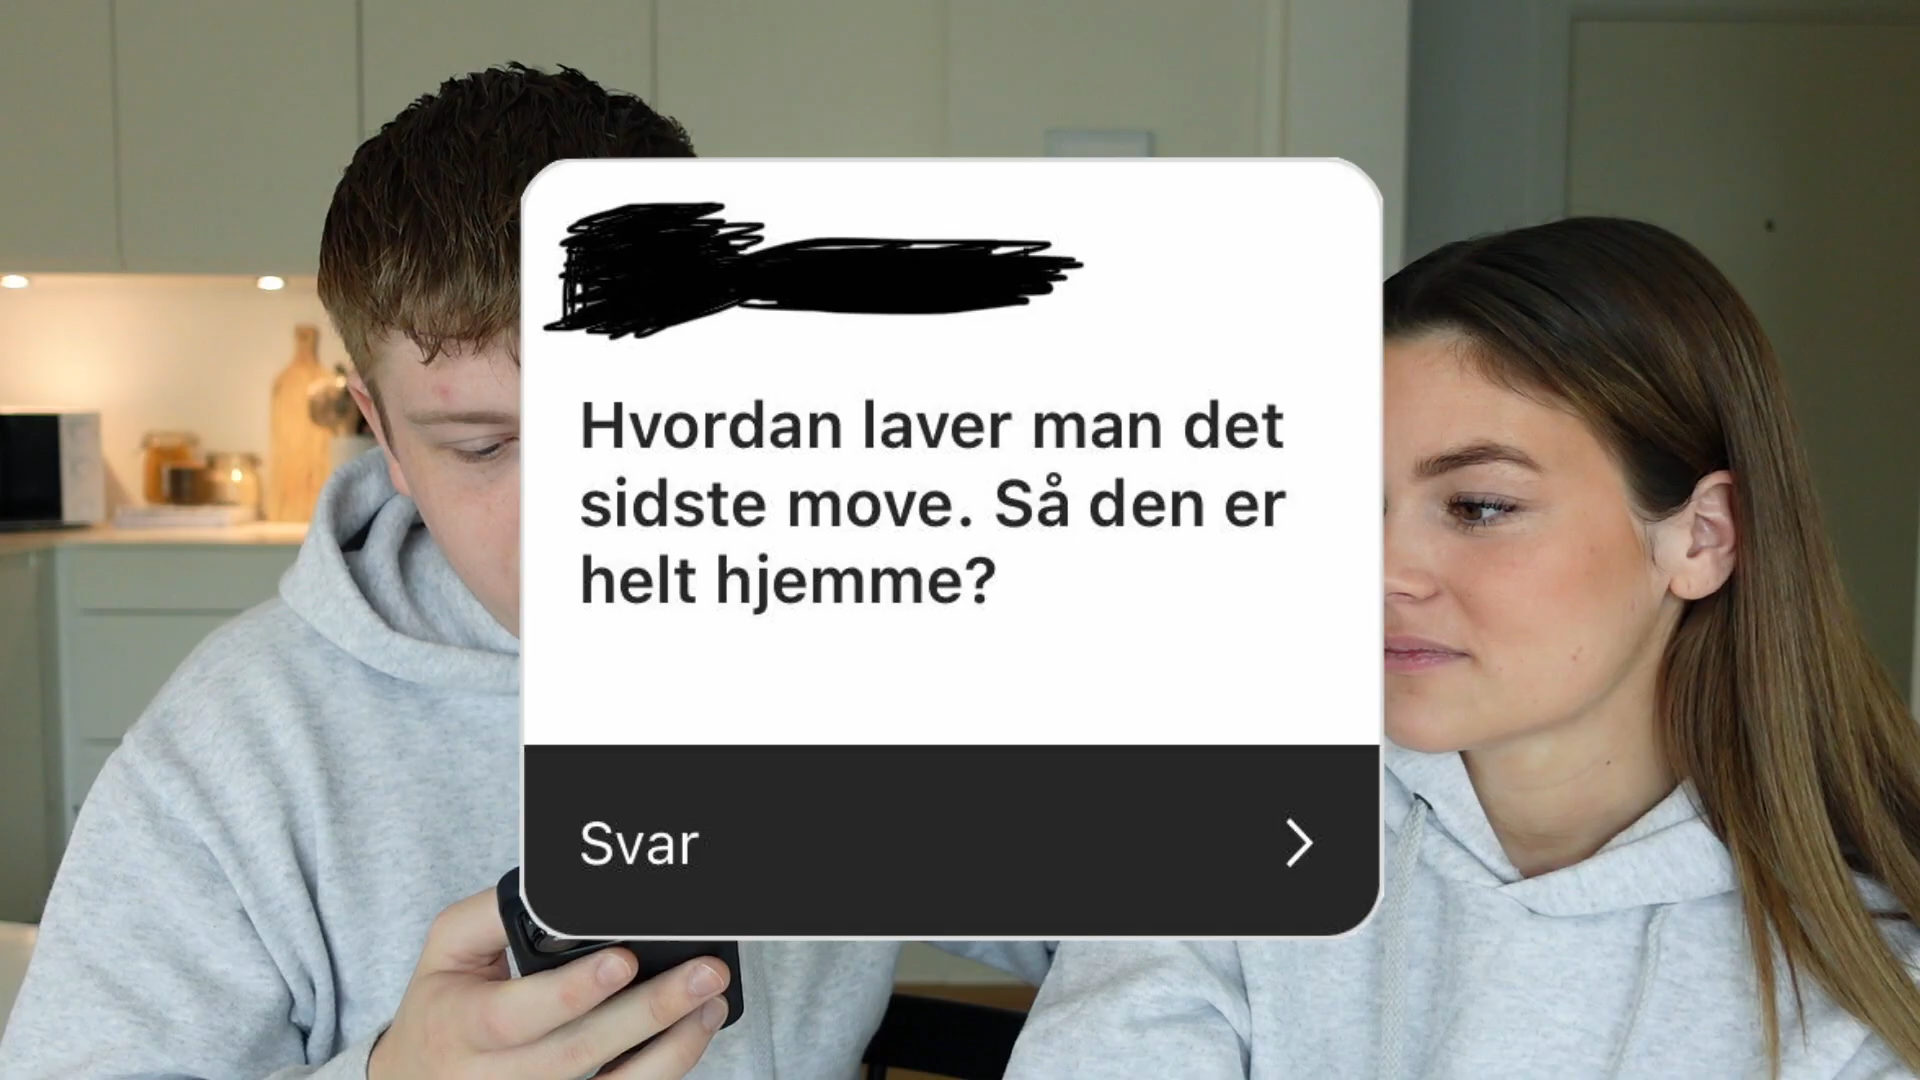 Hvordan laver man det
sidste move. Så den er
helt hjemme?
Svar